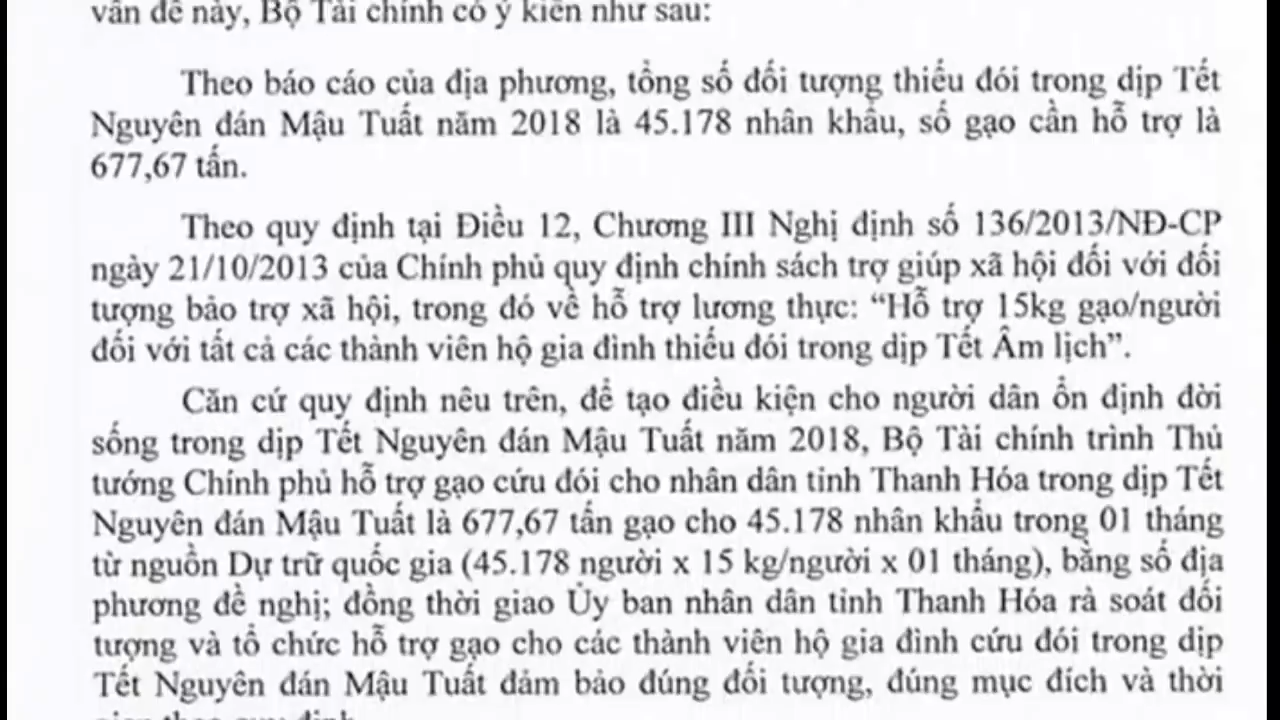 vấn đề này, Bộ Tài chính có ý kiến như sau:
Theo báo cáo của địa phương, tổng số đối tượng thiếu đói trong dịp Tết
Nguyên đán Mậu Tuất năm 2018 là 45.178 nhân khẩu, số gạo cần hỗ trợ là
677,67 tấn.
Theo quy định tại Điều 12, Chương III Nghị định số 136/2013/NĐ-CP
ngày 21/10/2013 của Chính phủ quy định chính sách trợ giúp xã hội đối với đối
tượng bảo trợ xã hội, trong đó về hỗ trợ lương thực: “Hỗ trợ 15kg gạo/người
đối với tất cả các thành viên hộ gia đình thiếu đói trong dịp Tết Âm lịch”.
Căn cứ quy định nêu trên, để tạo điều kiện cho người dân ổn định đời
sống trong dịp Tết Nguyên đán Mậu Tuất năm 2018, Bộ Tài chính trình Thủ
tướng Chính phủ hỗ trợ gạo cứu đói cho nhân dân tỉnh Thanh Hóa trong dịp Tết
Nguyên đán Mậu Tuất là 677,67 tấn gạo cho 45.178 nhân khẩu trong 01 tháng
từ nguồn Dự trữ quốc gia (45.178 người x 15 kg/người x 01 tháng), bằng số địa
phương đề nghị; đồng thời giao Ủy ban nhân dân tỉnh Thanh Hóa rà soát đối
tượng và tổ chức hỗ trợ gạo cho các thành viên hộ gia đình cứu đói trong dịp
Tết Nguyên đán Mậu Tuất đảm bảo đúng đối tượng, đúng mục đích và thời
gian theo quy định